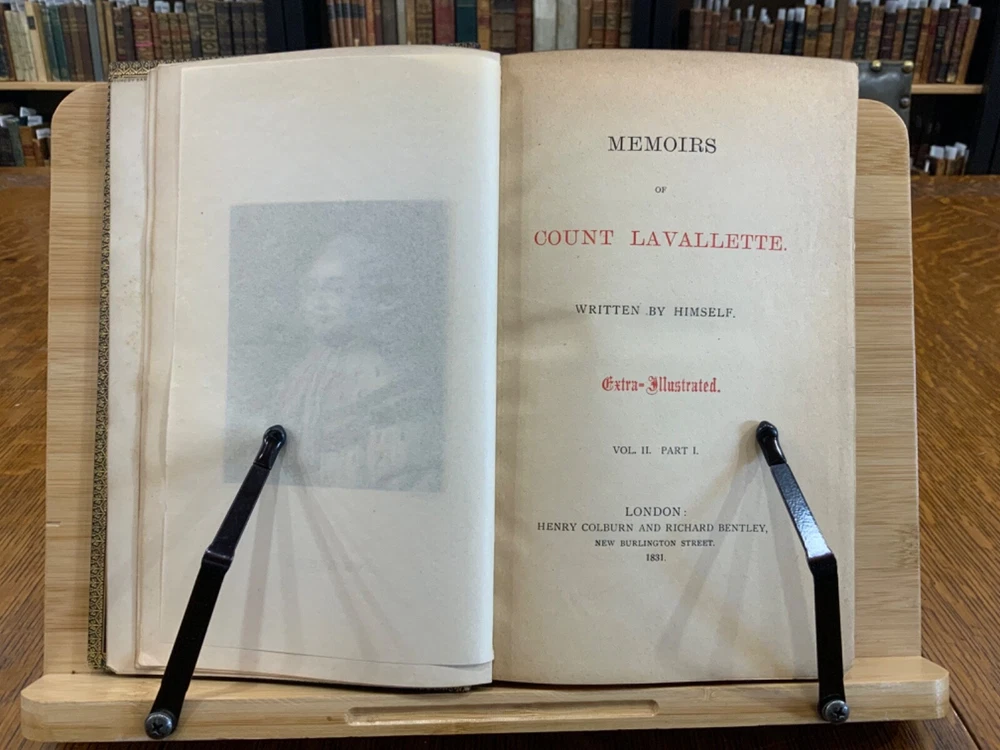 MEMOIRS
OF
COUNT LAVALLETTE.
WRITTEN BY HIMSELF.
Extra-Illustrated.
VOL. II. PART I.
LONDON:
HENRY COLBURN AND RICHARD BENTLEY,
NEW BURLINGTON STREET.
1831.